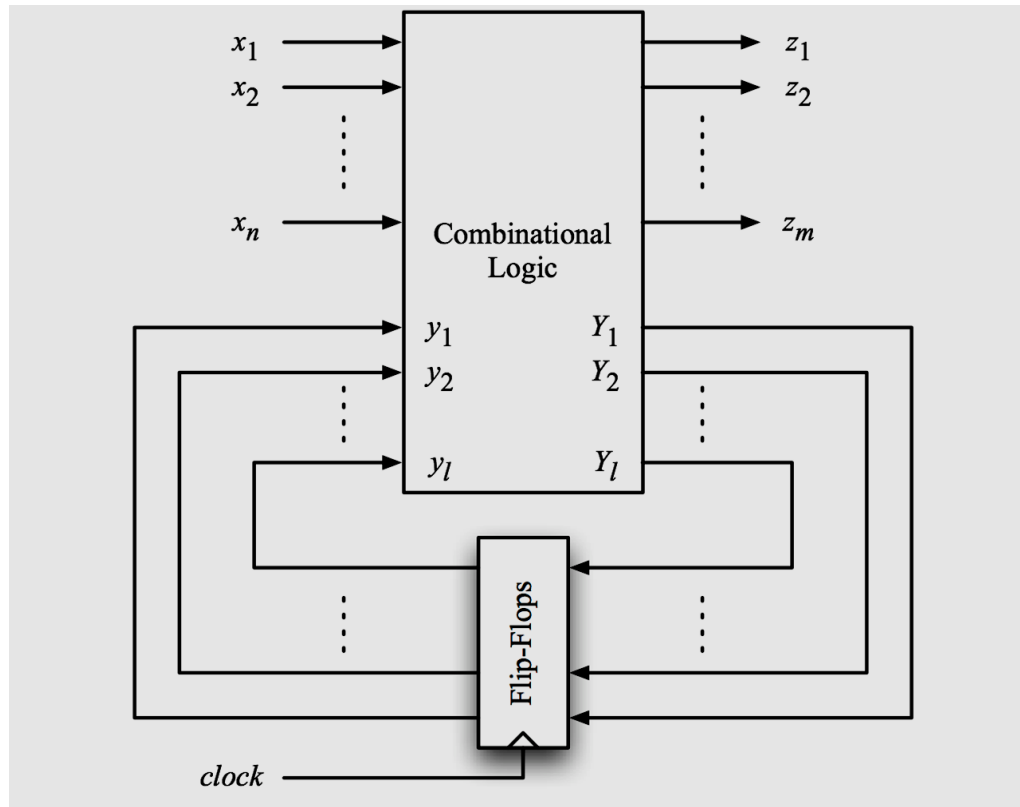 x1 z1
x2 z2
xn zm
Combinational
Logic
y1 Y1
y2 Y2
yl Yl
Flip-Flops
clock